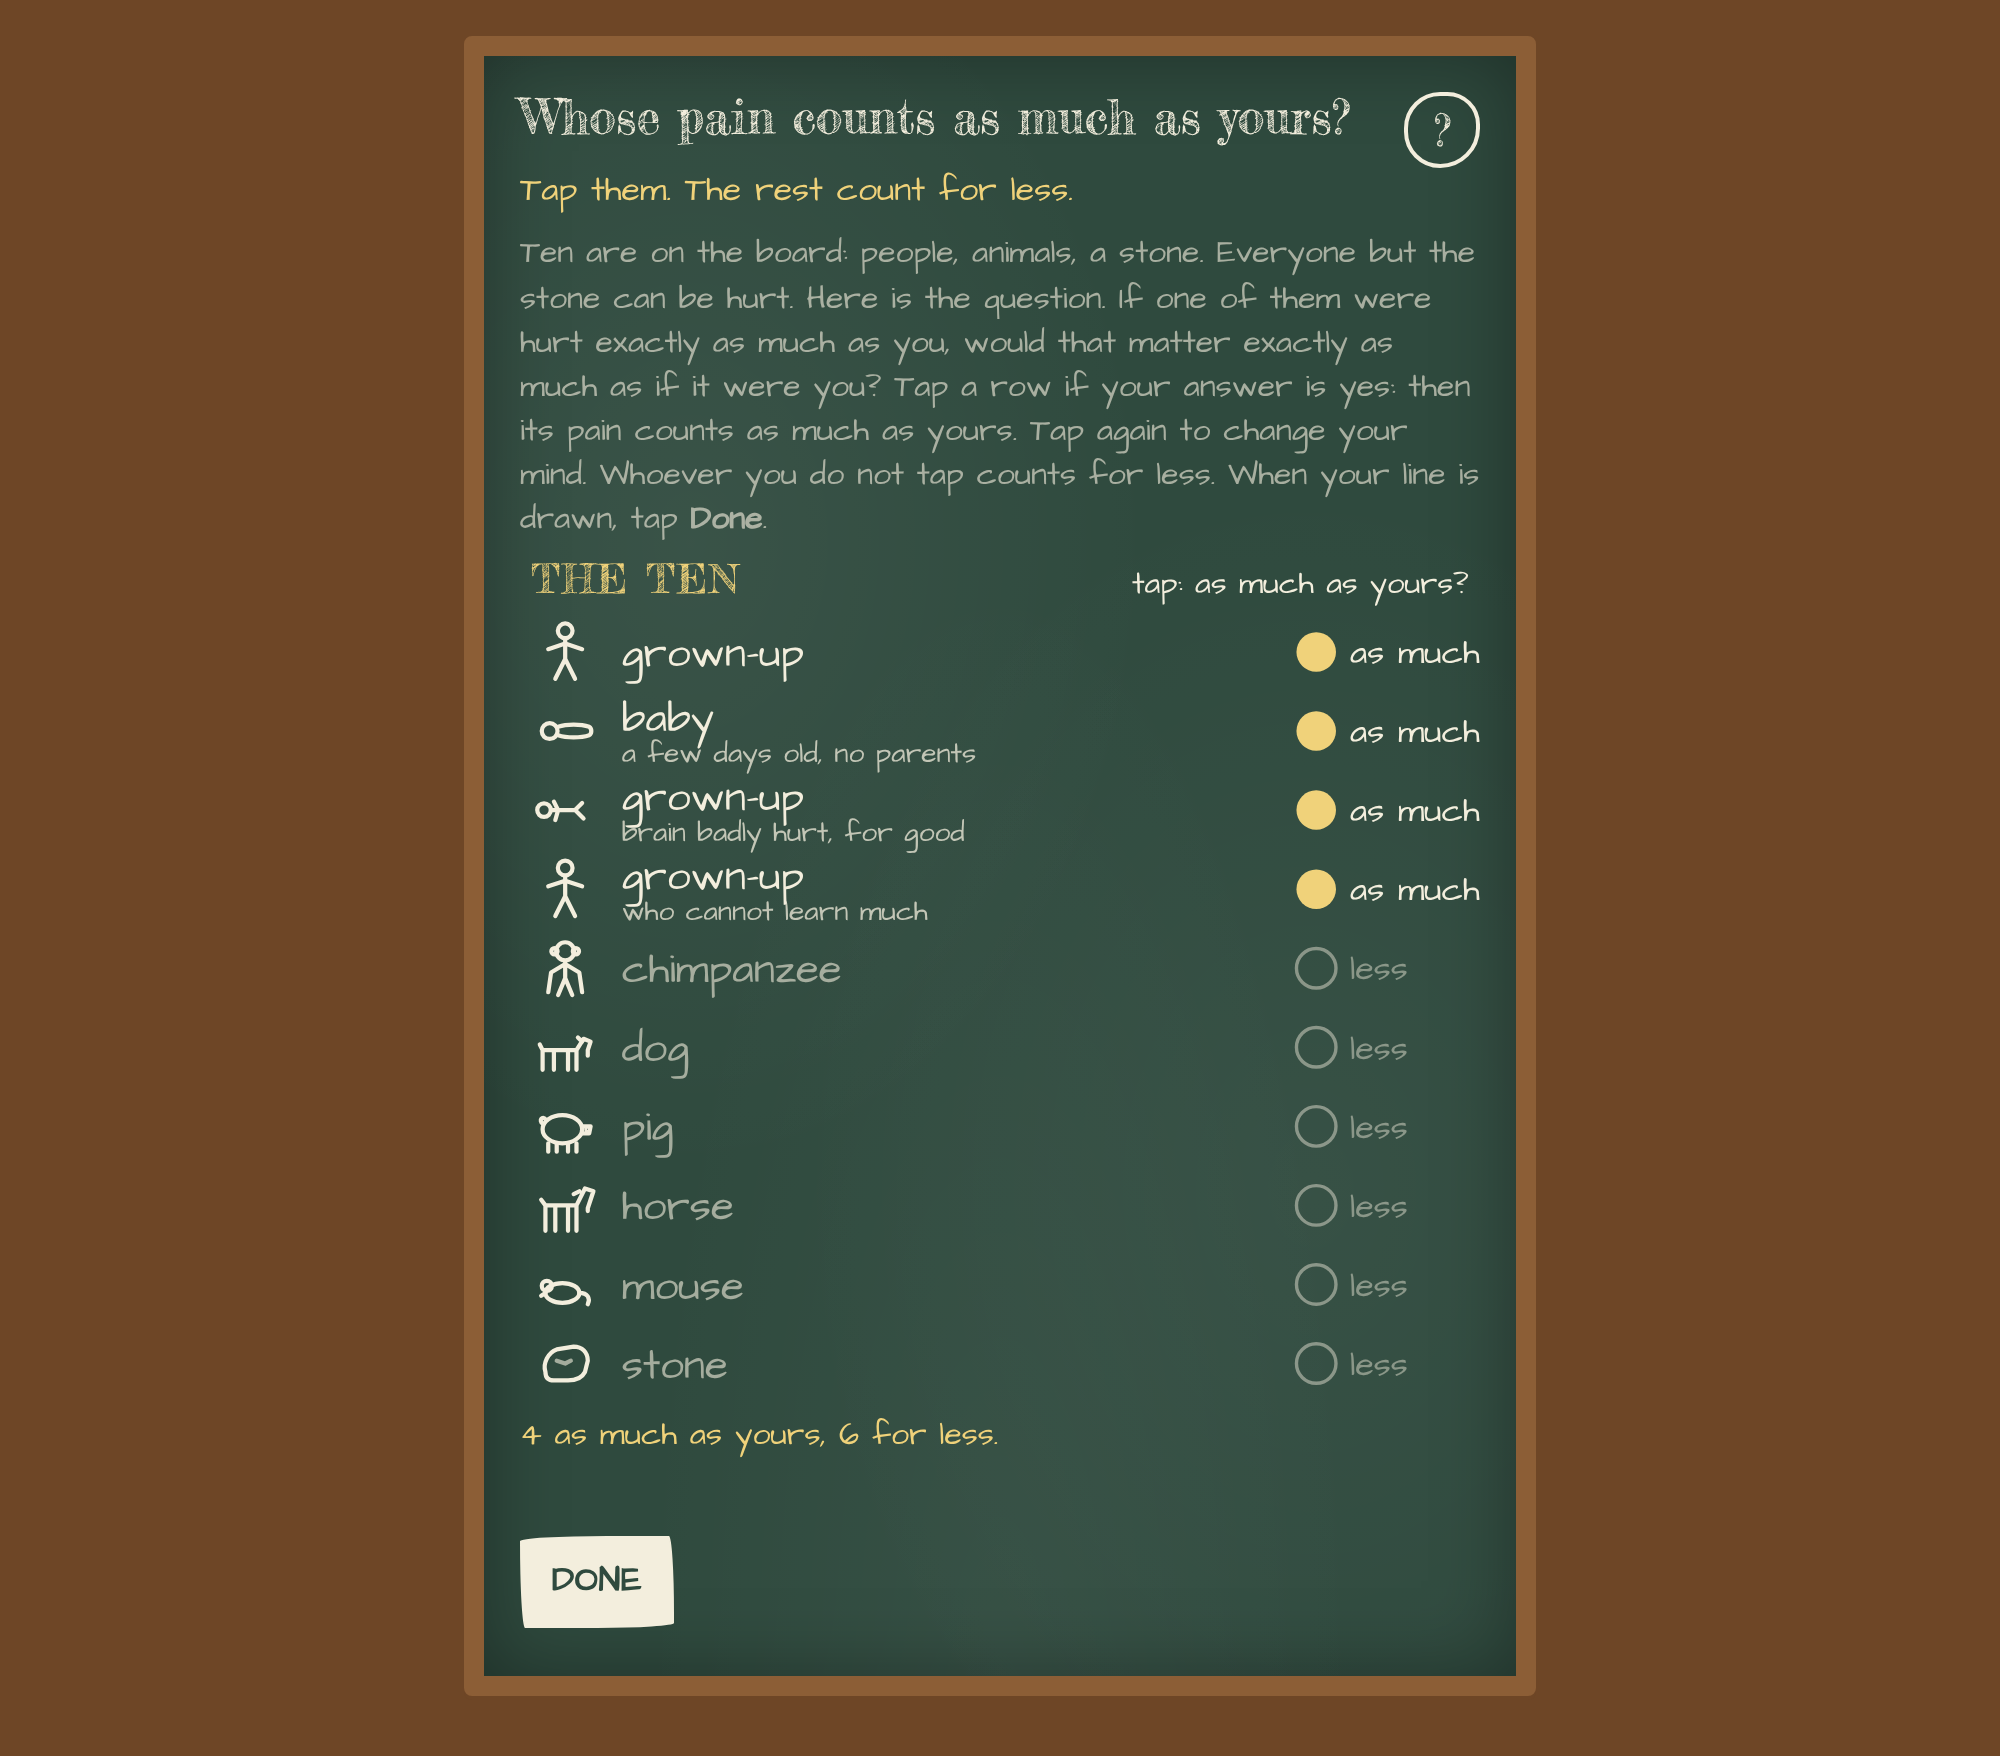 Whose pain counts as much as yours?
?
Tap them. The rest count for less.
Ten are on the board: people, animals, a stone. Everyone but the
stone can be hurt. Here is the question. If one of them were
hurt exactly as much as you, would that matter exactly as
much as if it were you? Tap a row if your answer is yes: then
its pain counts as much as yours. Tap again to change your
mind. Whoever you do not tap counts for less. When your line is
drawn, tap Done.
THE TEN
tap: as much as yours?
grown-up
as much
baby
a few days old, no parents
as much
grown-up
brain badly hurt, for good
as much
grown-up
who cannot learn much
as much
chimpanzee
less
dog
less
pig
less
horse
less
mouse
less
stone
less
4 as much as yours, 6 for less.
DONE